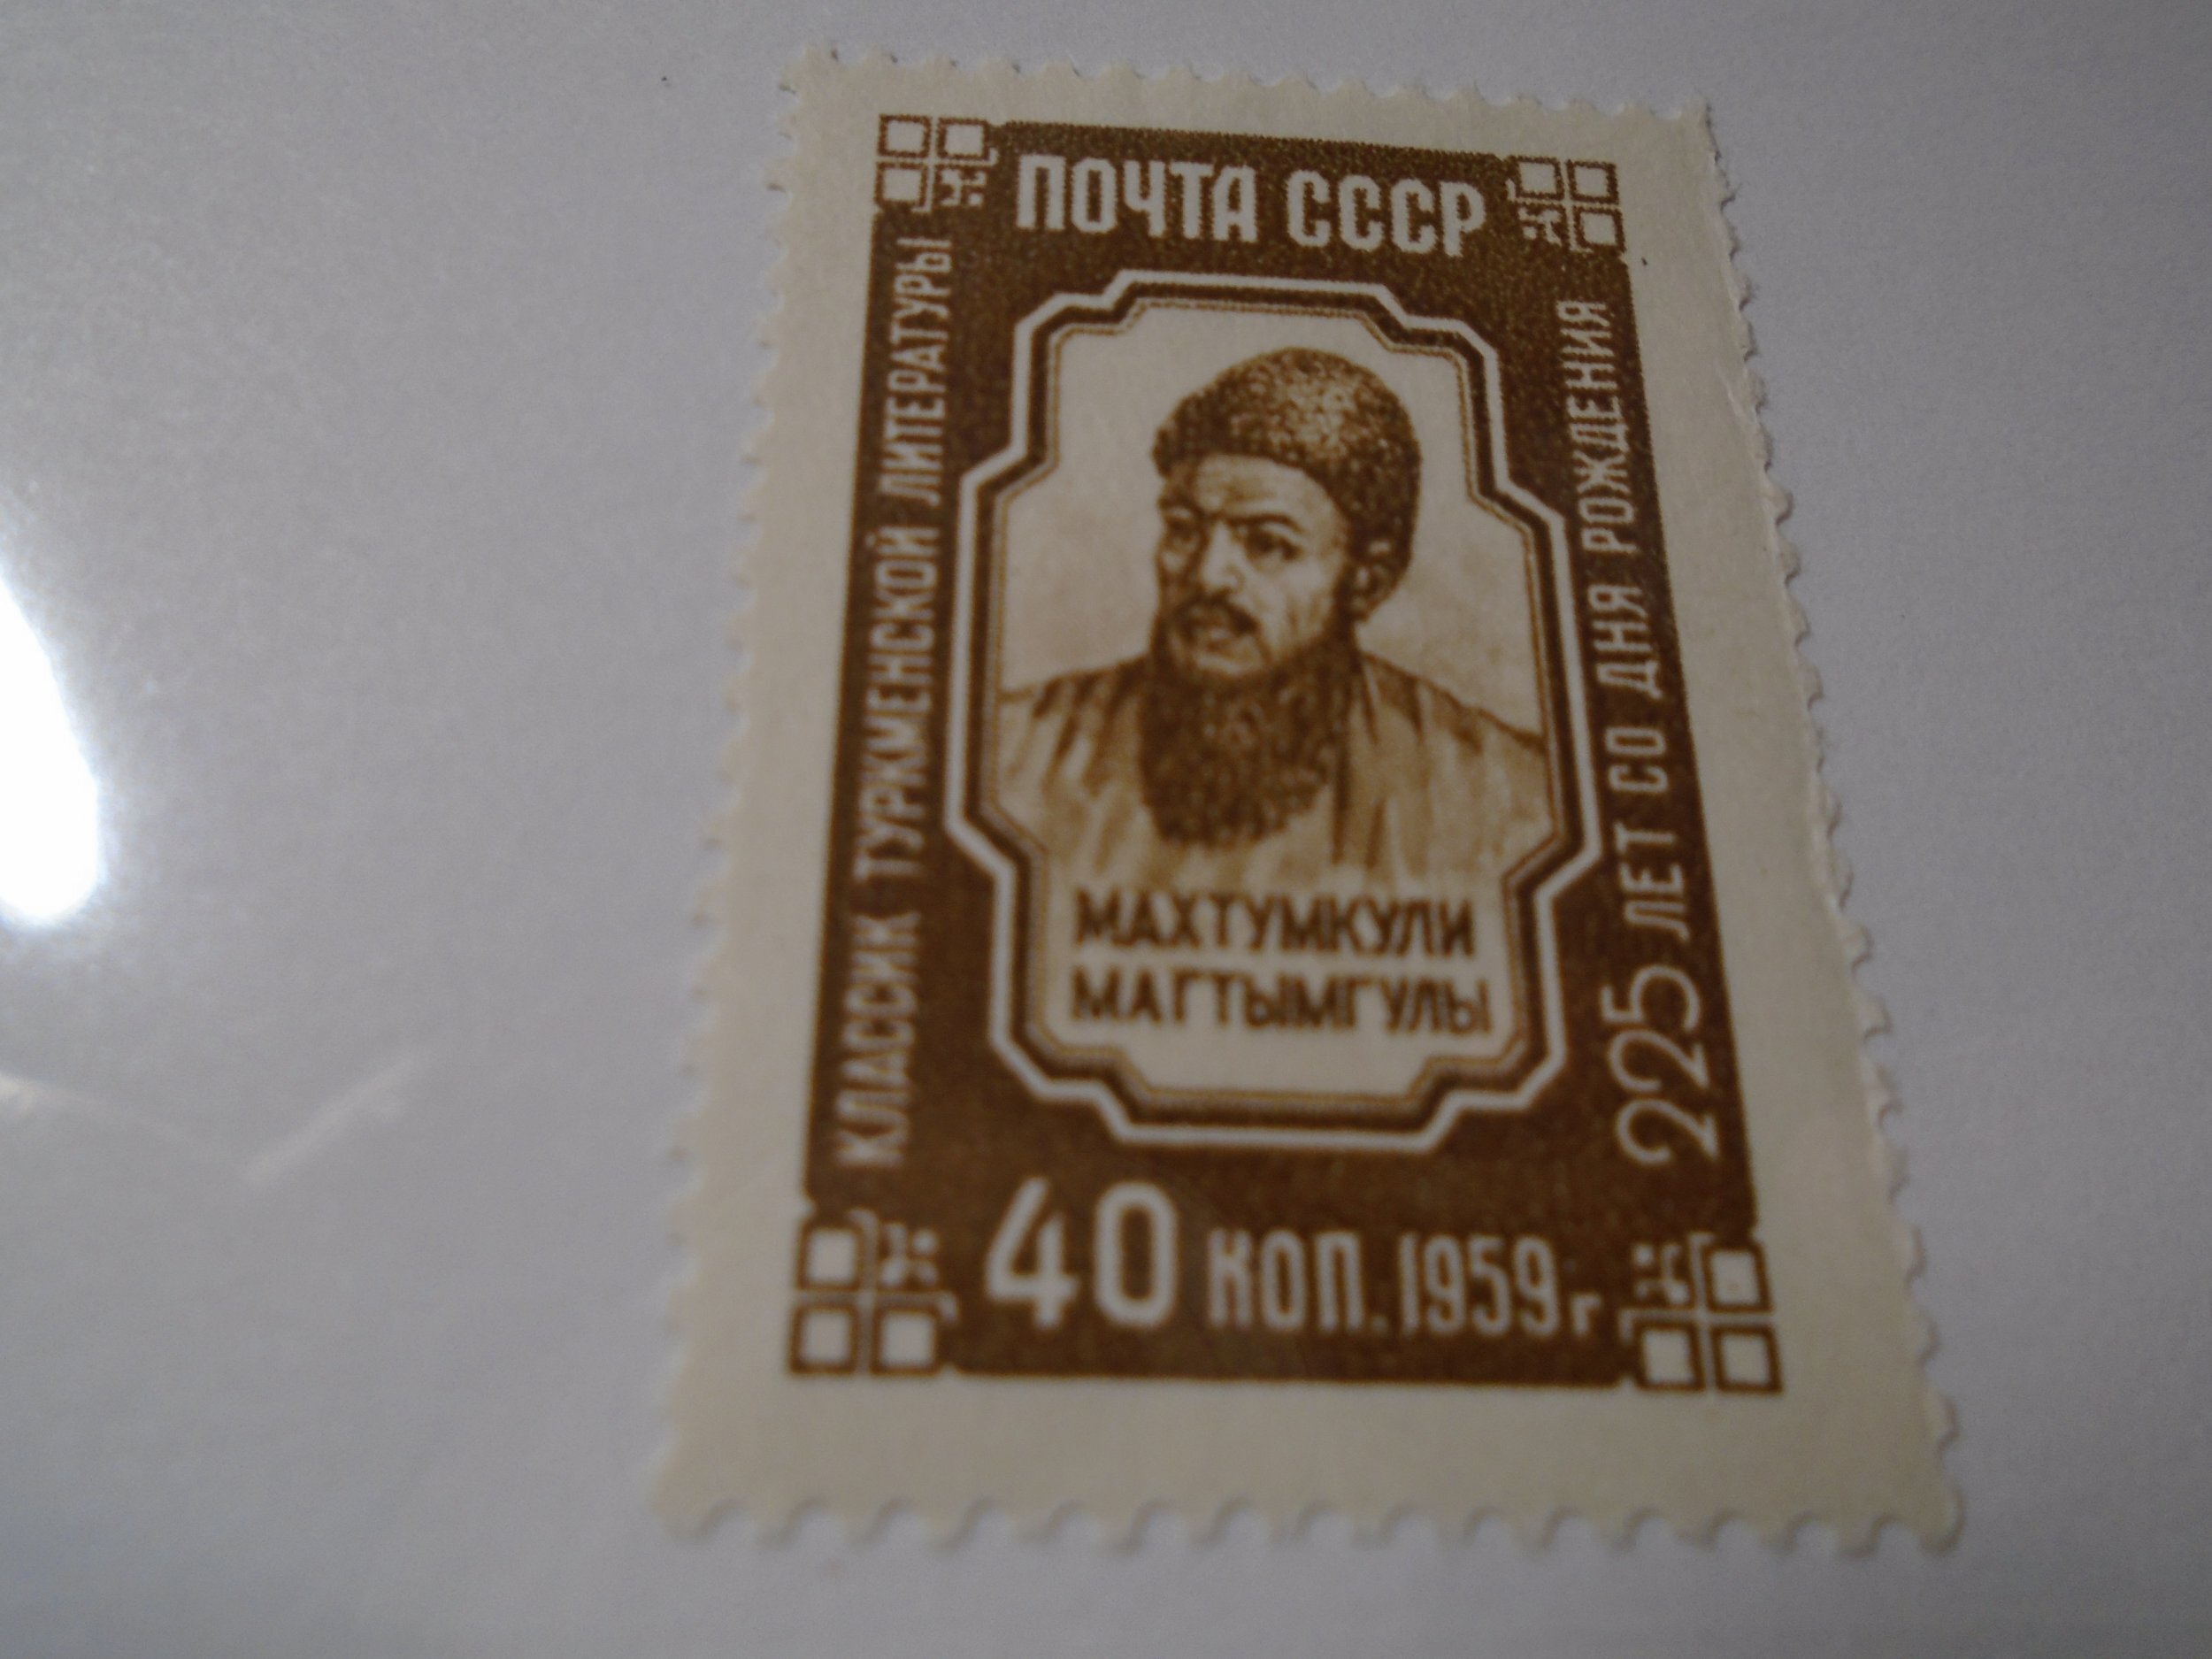 ПОЧТА СССР
КЛАССИК ТУРКМЕНСКОЙ ЛИТЕРАТУРЫ
225 ЛЕТ СО ДНЯ РОЖДЕНИЯ
МАХТУМКУЛИ
МАГТЫМГУЛЫ
40 КОП. 1959г